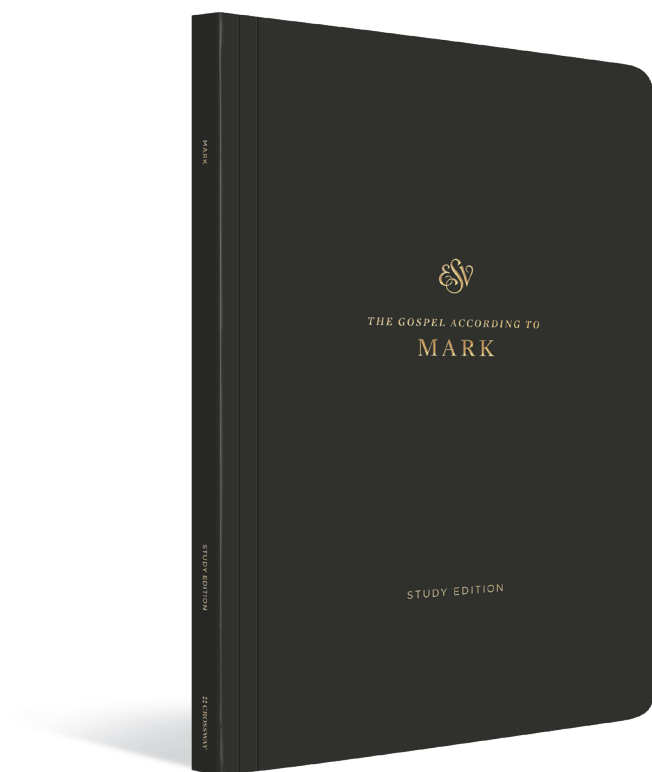 MARK
STUDY EDITION
CROSSWAY
ESV
THE GOSPEL ACCORDING TO
MARK
STUDY EDITION